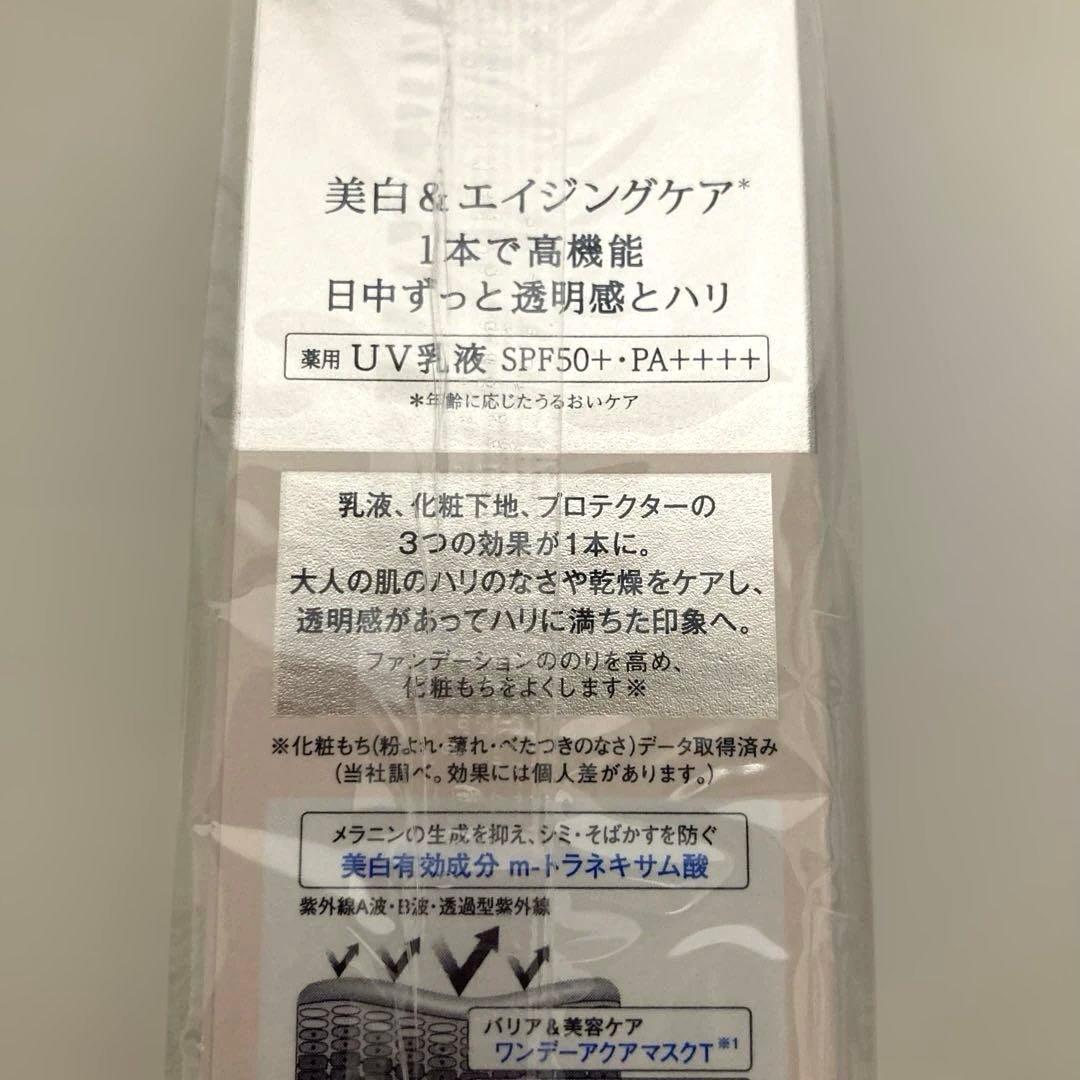 美白&エイジングケア*
1本で高機能
日中ずっと透明感とハリ
薬用 UV乳液 SPF50+・PA++++
*年齢に応じたうるおいケア
乳液、化粧下地、プロテクターの
3つの効果が1本に。
大人の肌のハリのなさや乾燥をケアし、
透明感があってハリに満ちた印象へ。
ファンデーションののりを高め、
化粧もちをよくします※
※化粧もち(粉よれ・薄れ・べたつきのなさ)データ取得済み
(当社調べ。効果には個人差があります。)
メラニンの生成を抑え、シミ・そばかすを防ぐ
美白有効成分 m-トラネキサム酸
紫外線A波・B波・透過型紫外線
バリア&美容ケア
ワンデーアクアマスクT※1